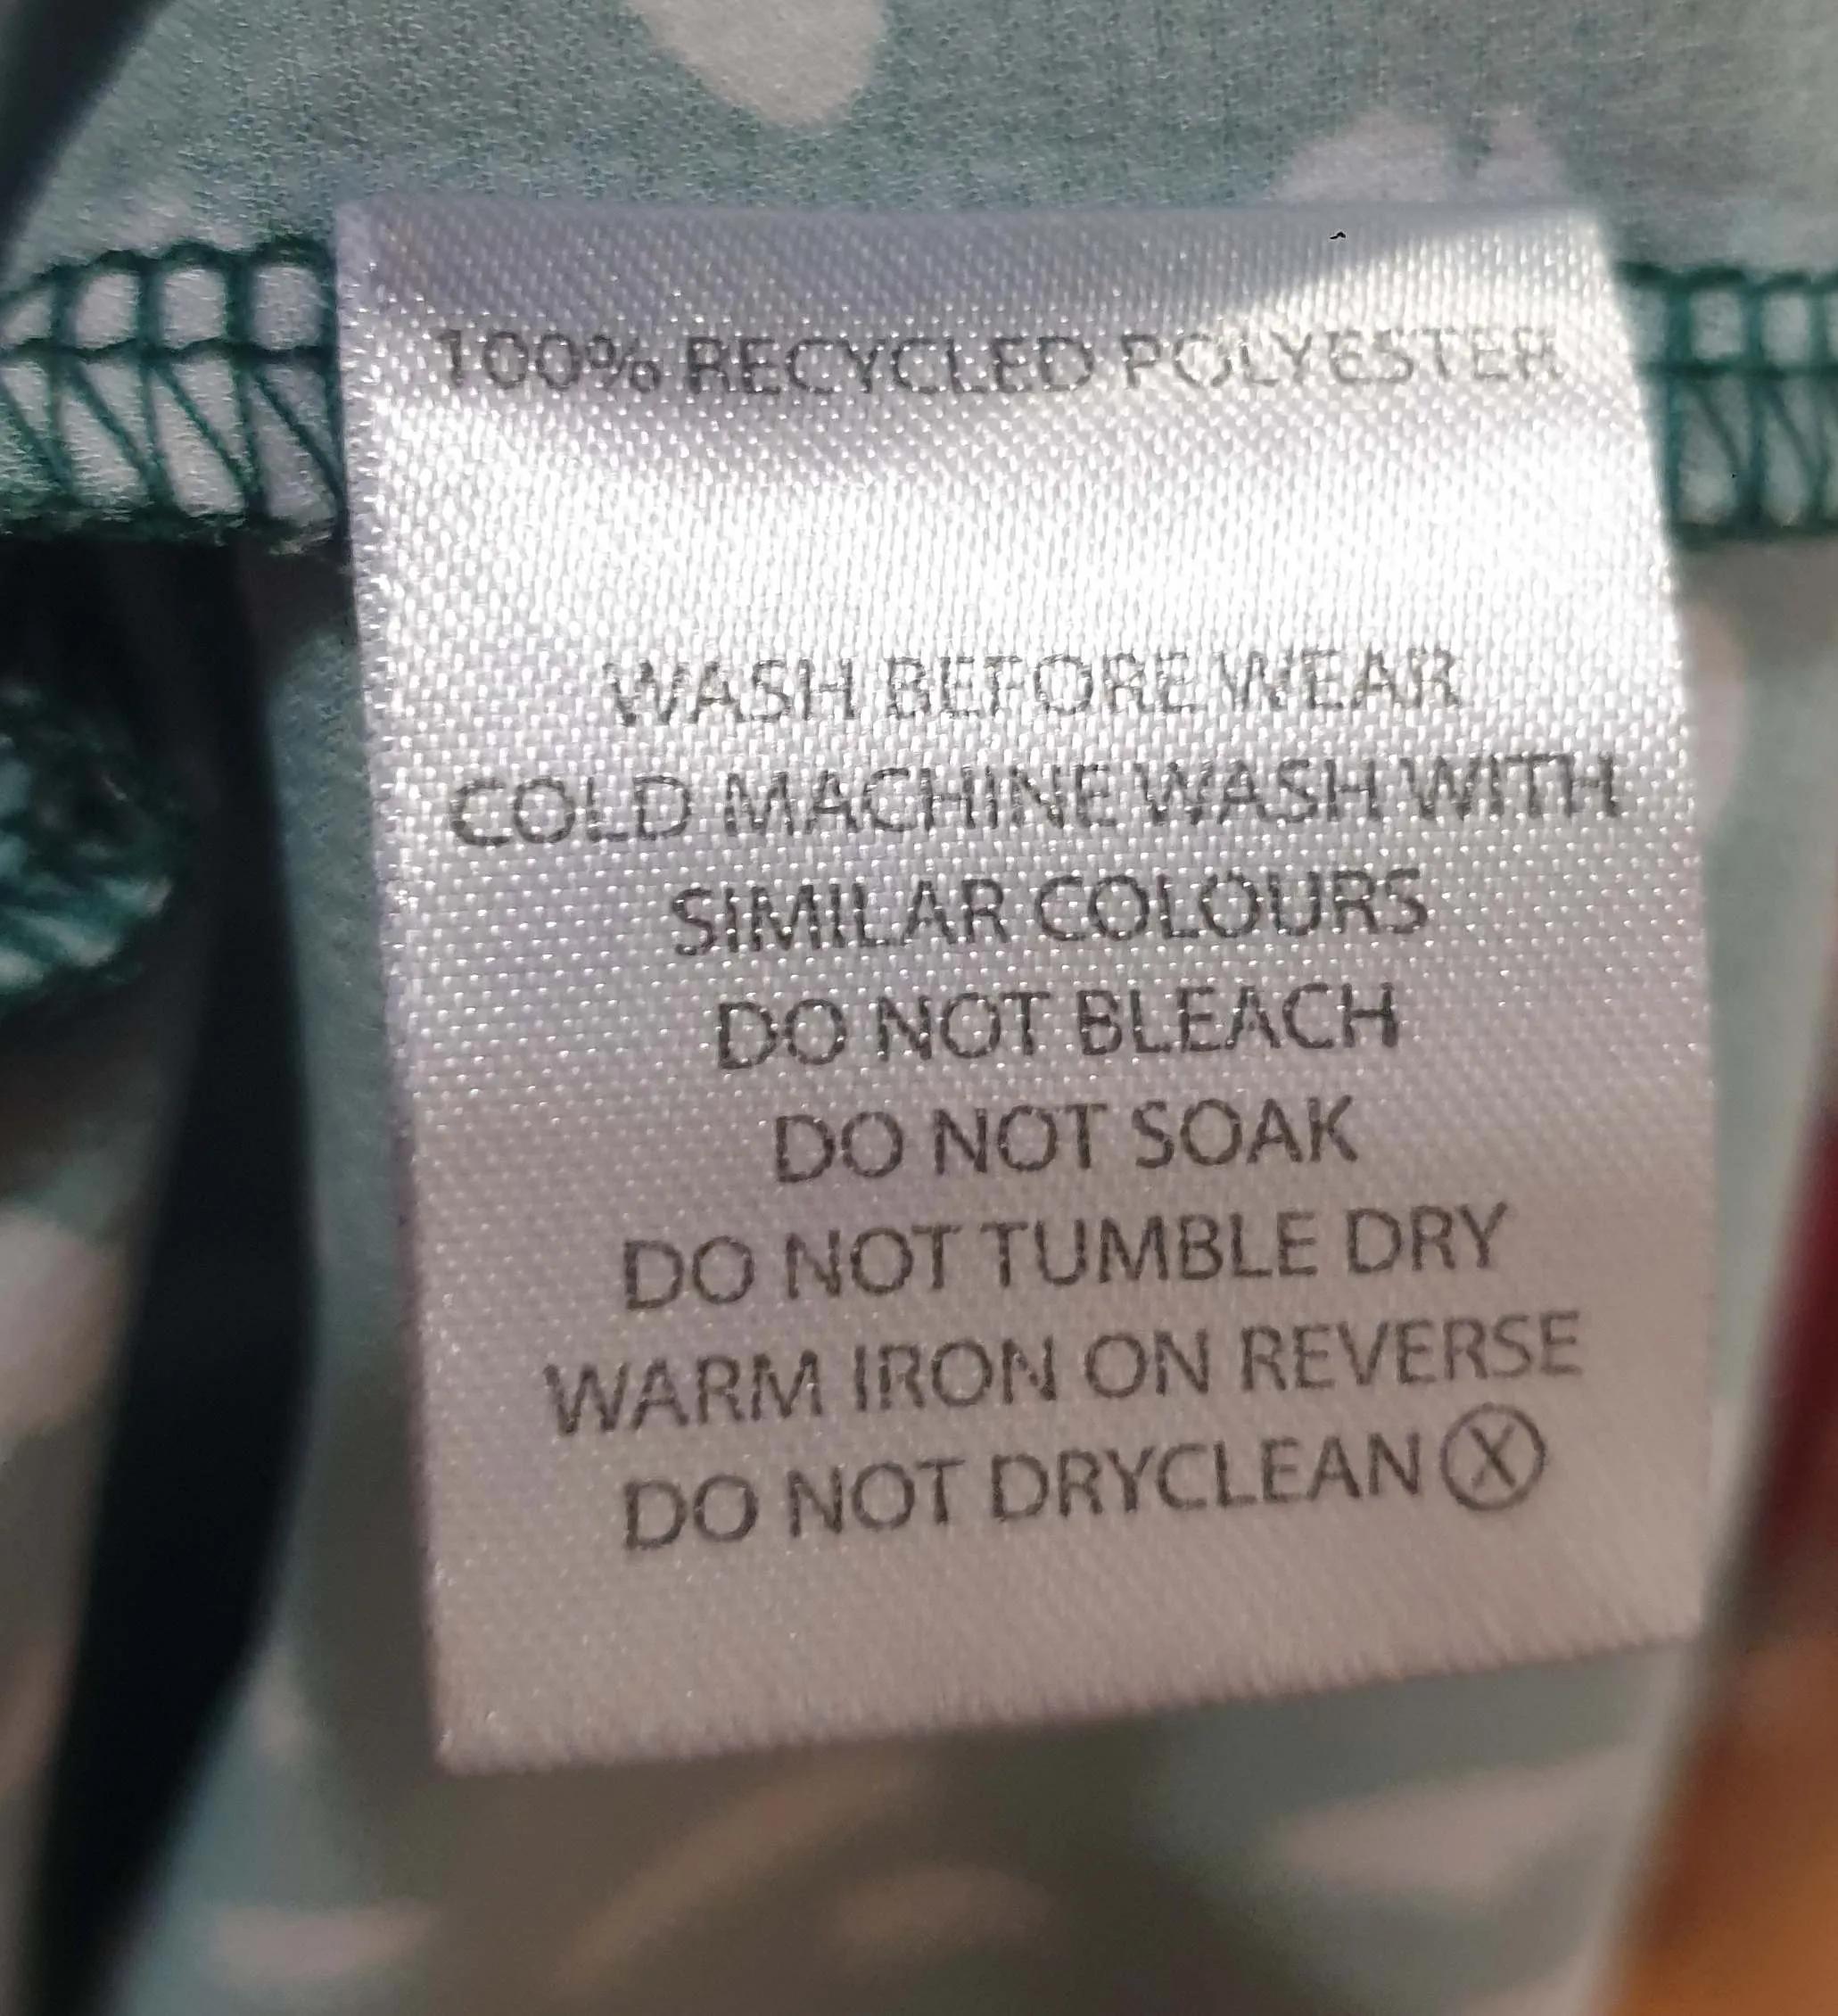 100% RECYCLED POLYESTER
WASH BEFORE WEAR
COLD MACHINE WASH WITH
SIMILAR COLOURS
DO NOT BLEACH
DO NOT SOAK
DO NOT TUMBLE DRY
WARM IRON ON REVERSE
DO NOT DRYCLEAN Ⓧ